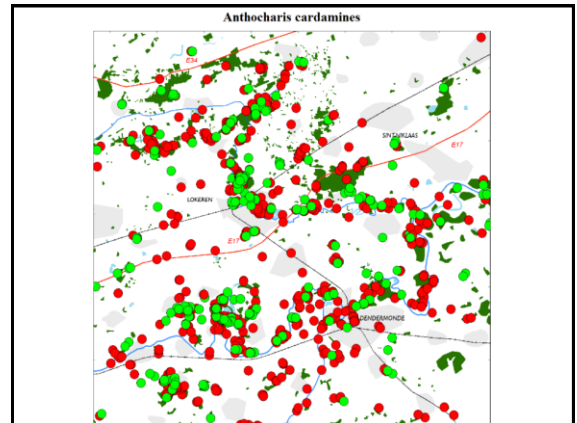 Anthocharis cardamines
E34
SINT-NIKLAAS
E17
LOKEREN
E17
DENDERMONDE